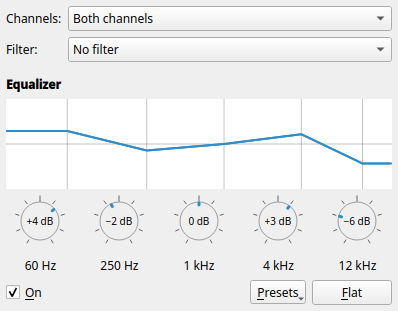 Channels: Both channels
Filter: No filter
Equalizer
+4 dB −2 dB 0 dB +3 dB −6 dB
60 Hz 250 Hz 1 kHz 4 kHz 12 kHz
On Presets Flat